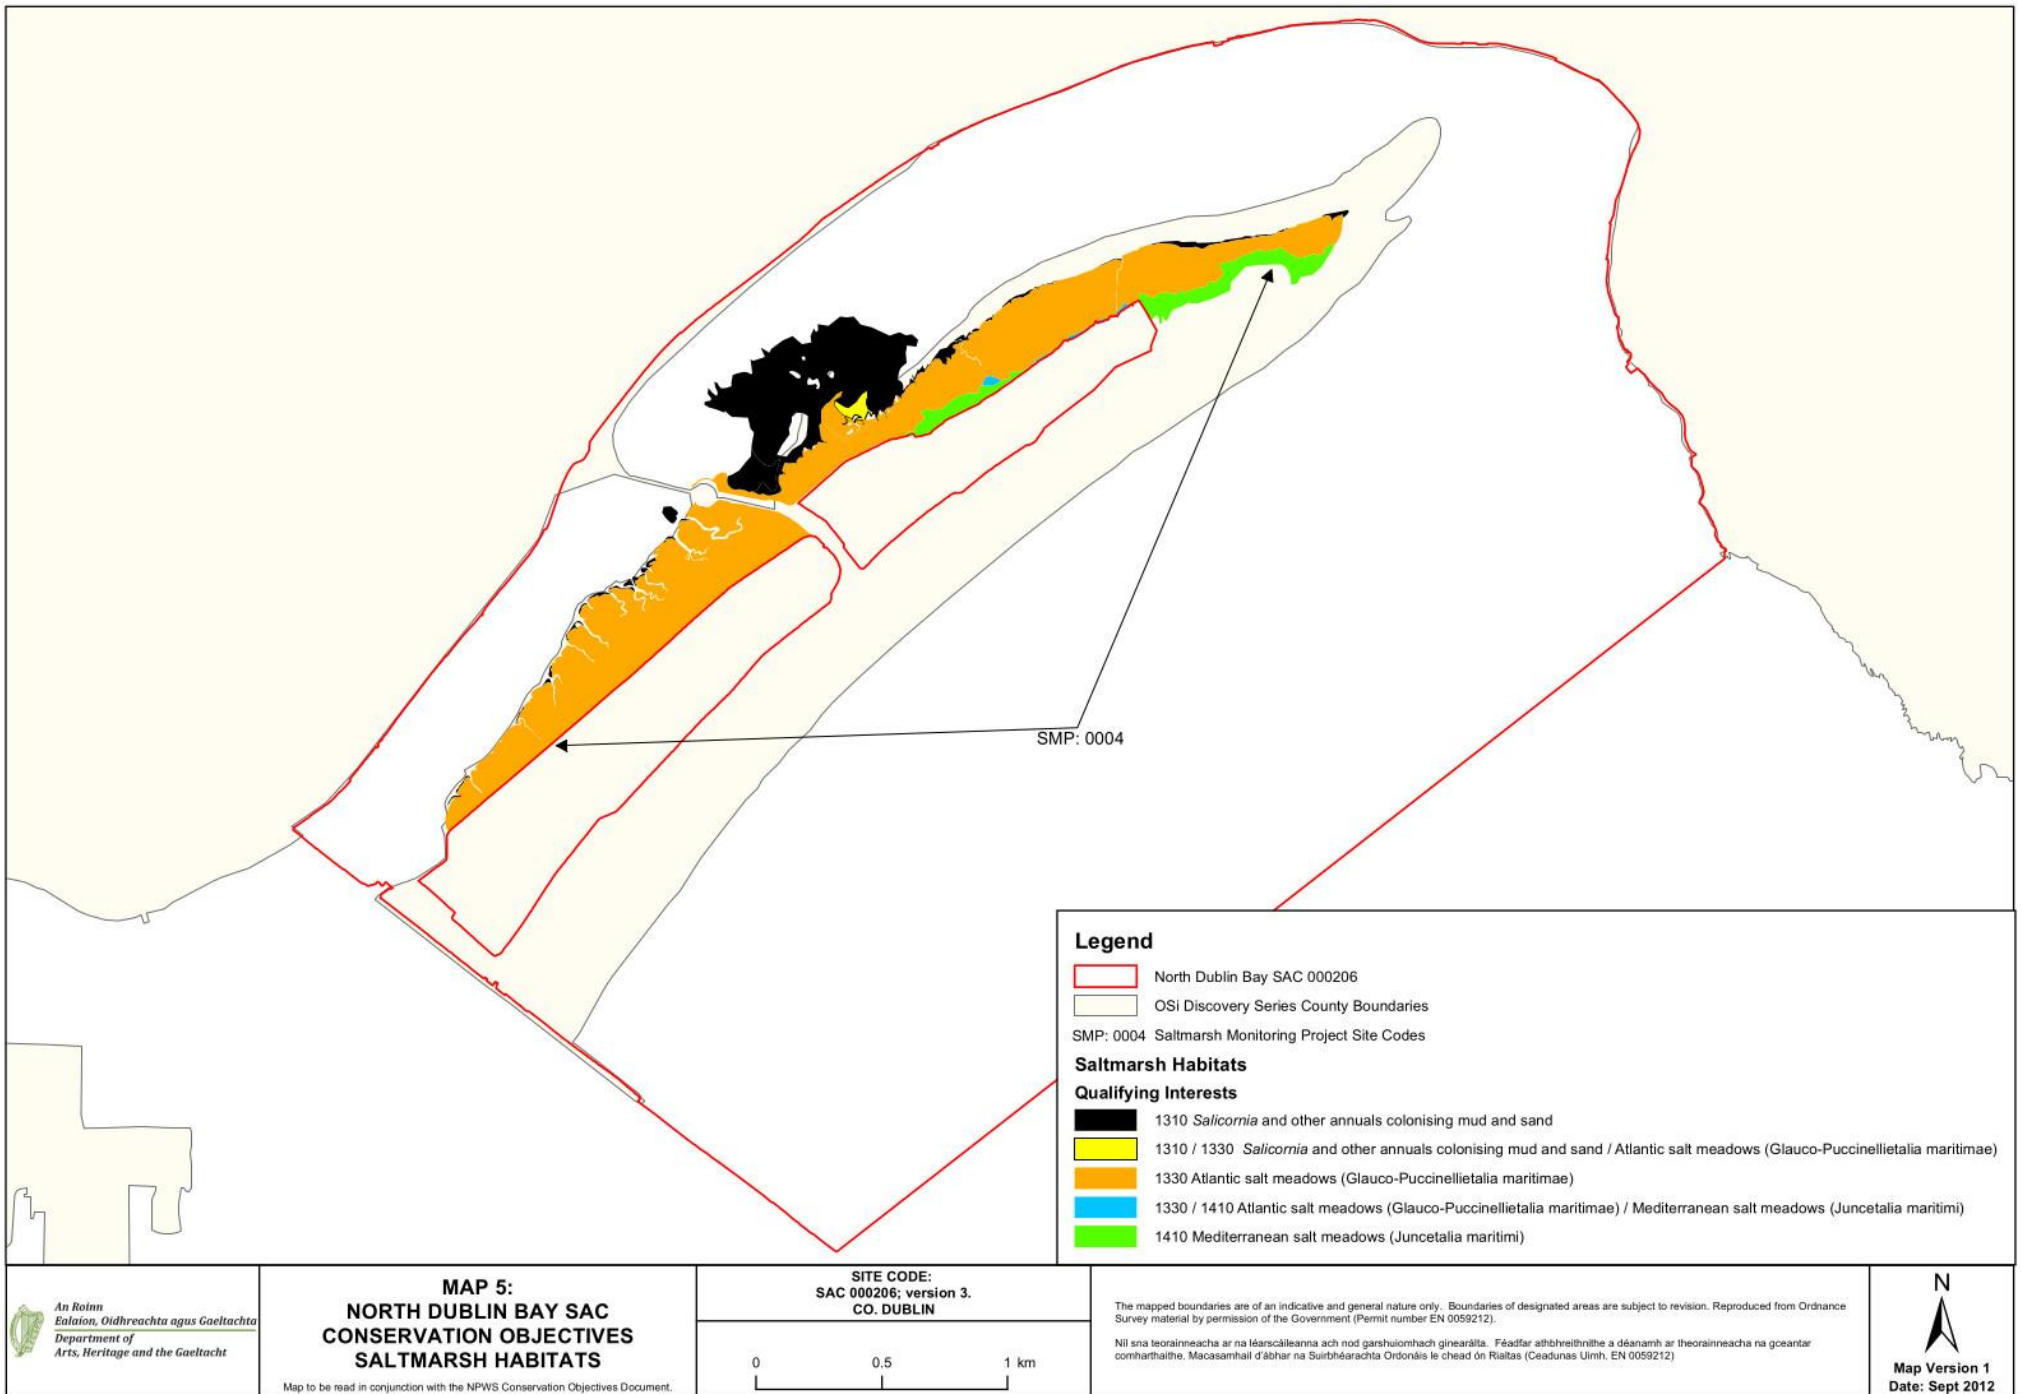 SMP: 0004
Legend
North Dublin Bay SAC 000206
OSi Discovery Series County Boundaries
SMP: 0004 Saltmarsh Monitoring Project Site Codes
Saltmarsh Habitats
Qualifying Interests
1310 Salicornia and other annuals colonising mud and sand
1310 / 1330 Salicornia and other annuals colonising mud and sand / Atlantic salt meadows (Glauco-Puccinellietalia maritimae)
1330 Atlantic salt meadows (Glauco-Puccinellietalia maritimae)
1330 / 1410 Atlantic salt meadows (Glauco-Puccinellietalia maritimae) / Mediterranean salt meadows (Juncetalia maritimi)
1410 Mediterranean salt meadows (Juncetalia maritimi)
An Roinn
Ealaíon, Oidhreachta agus Gaeltachta
Department of
Arts, Heritage and the Gaeltacht
MAP 5:
NORTH DUBLIN BAY SAC
CONSERVATION OBJECTIVES
SALTMARSH HABITATS
Map to be read in conjunction with the NPWS Conservation Objectives Document.
SITE CODE:
SAC 000206; version 3.
CO. DUBLIN
0 0.5 1 km
The mapped boundaries are of an indicative and general nature only. Boundaries of designated areas are subject to revision. Reproduced from Ordnance
Survey material by permission of the Government (Permit number EN 0059212).
Níl sna teorainneacha ar na léarscáileanna ach nod garshuiomhach ginearálta. Féadfar athbhreithnithe a déanamh ar theorainneacha na gceantar
comharthaithe. Macasamhail d'ábhar na Suirbhéarachta Ordonáis le chead ón Rialtas (Ceadunas Uimh. EN 0059212)
N
Map Version 1
Date: Sept 2012